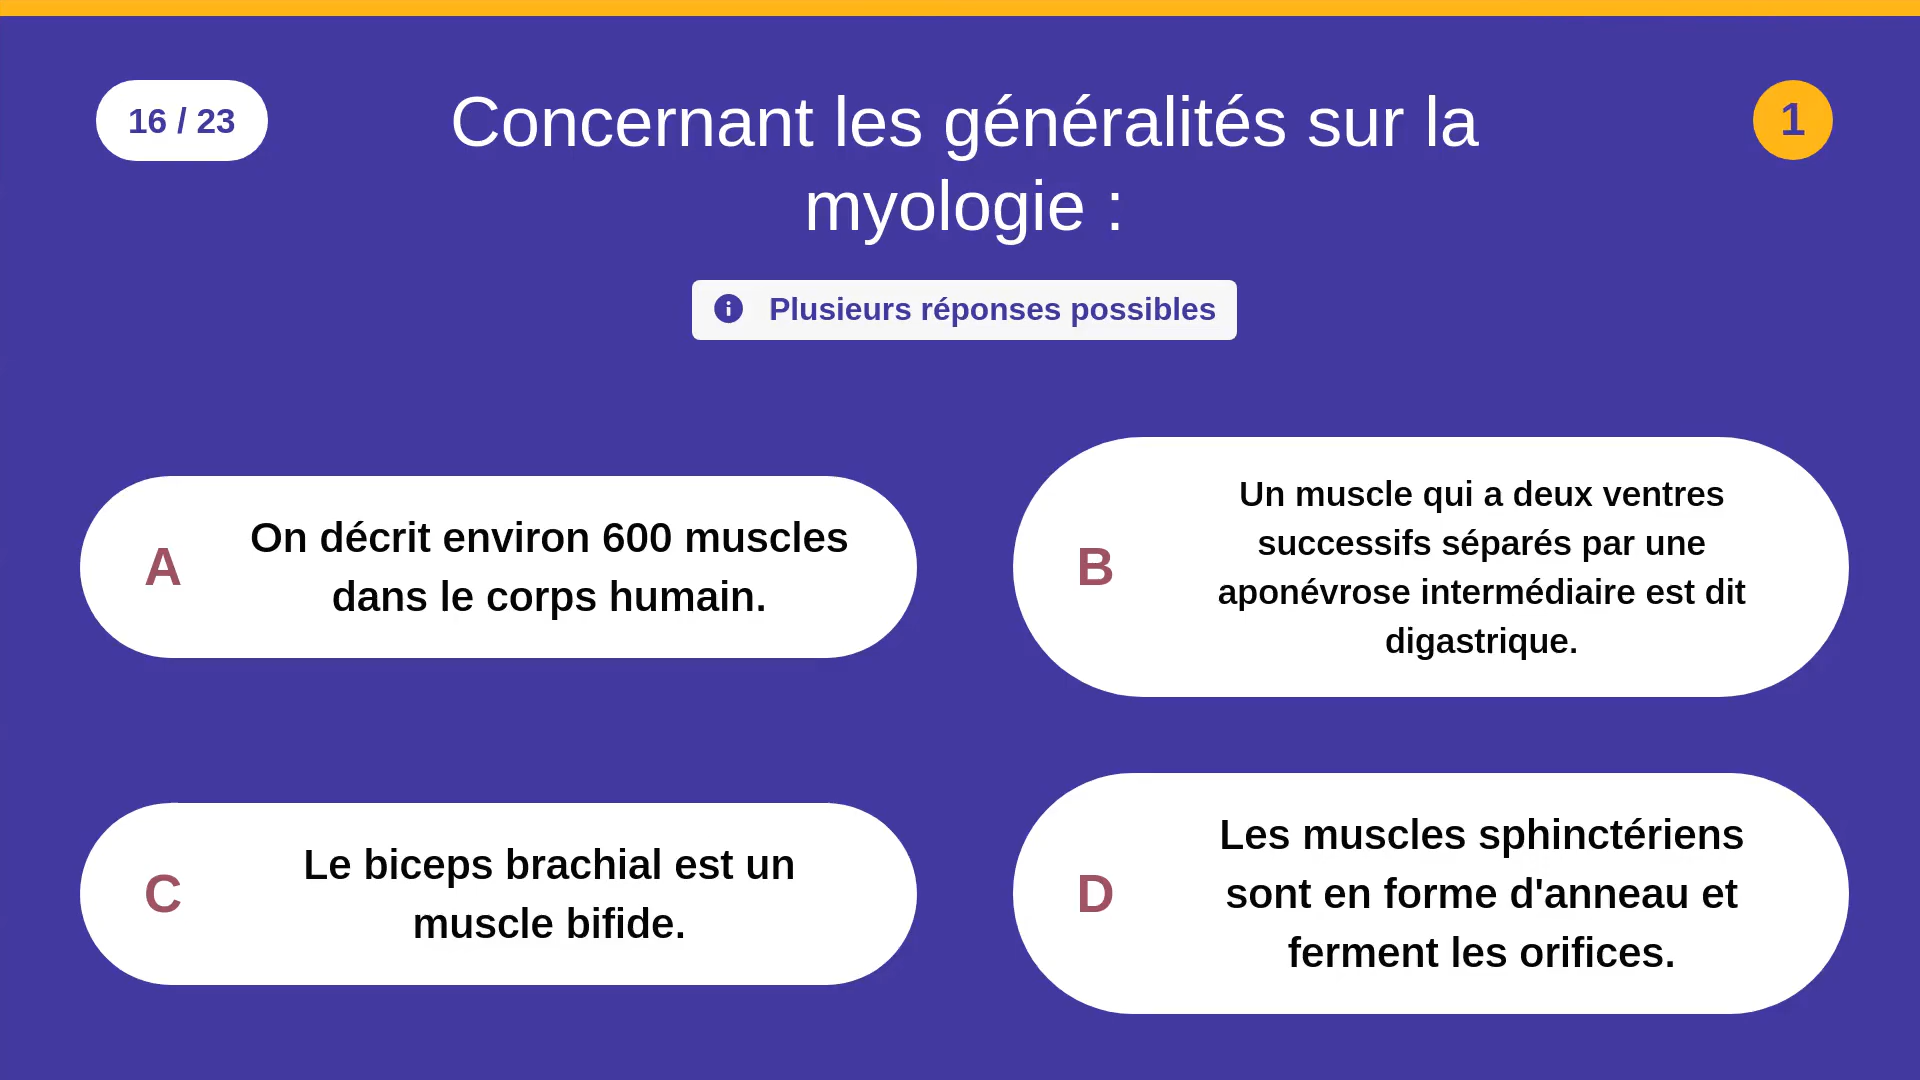 16 / 23
Concernant les généralités sur la
myologie :
1
Plusieurs réponses possibles
A
On décrit environ 600 muscles
dans le corps humain.
B
Un muscle qui a deux ventres
successifs séparés par une
aponévrose intermédiaire est dit
digastrique.
C
Le biceps brachial est un
muscle bifide.
D
Les muscles sphinctériens
sont en forme d'anneau et
ferment les orifices.